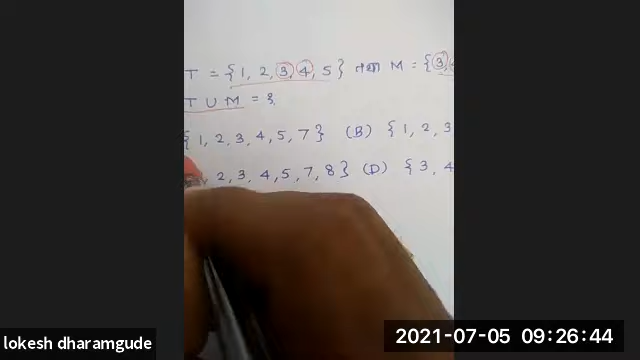 T = {1, 2, 3, 4, 5} तथा M = {3,
T U M = ?
{1, 2, 3, 4, 5, 7} (B) {1, 2, 3
2, 3, 4, 5, 7, 8} (D) {3, 4
lokesh dharamgude
2021-07-05 09:26:44